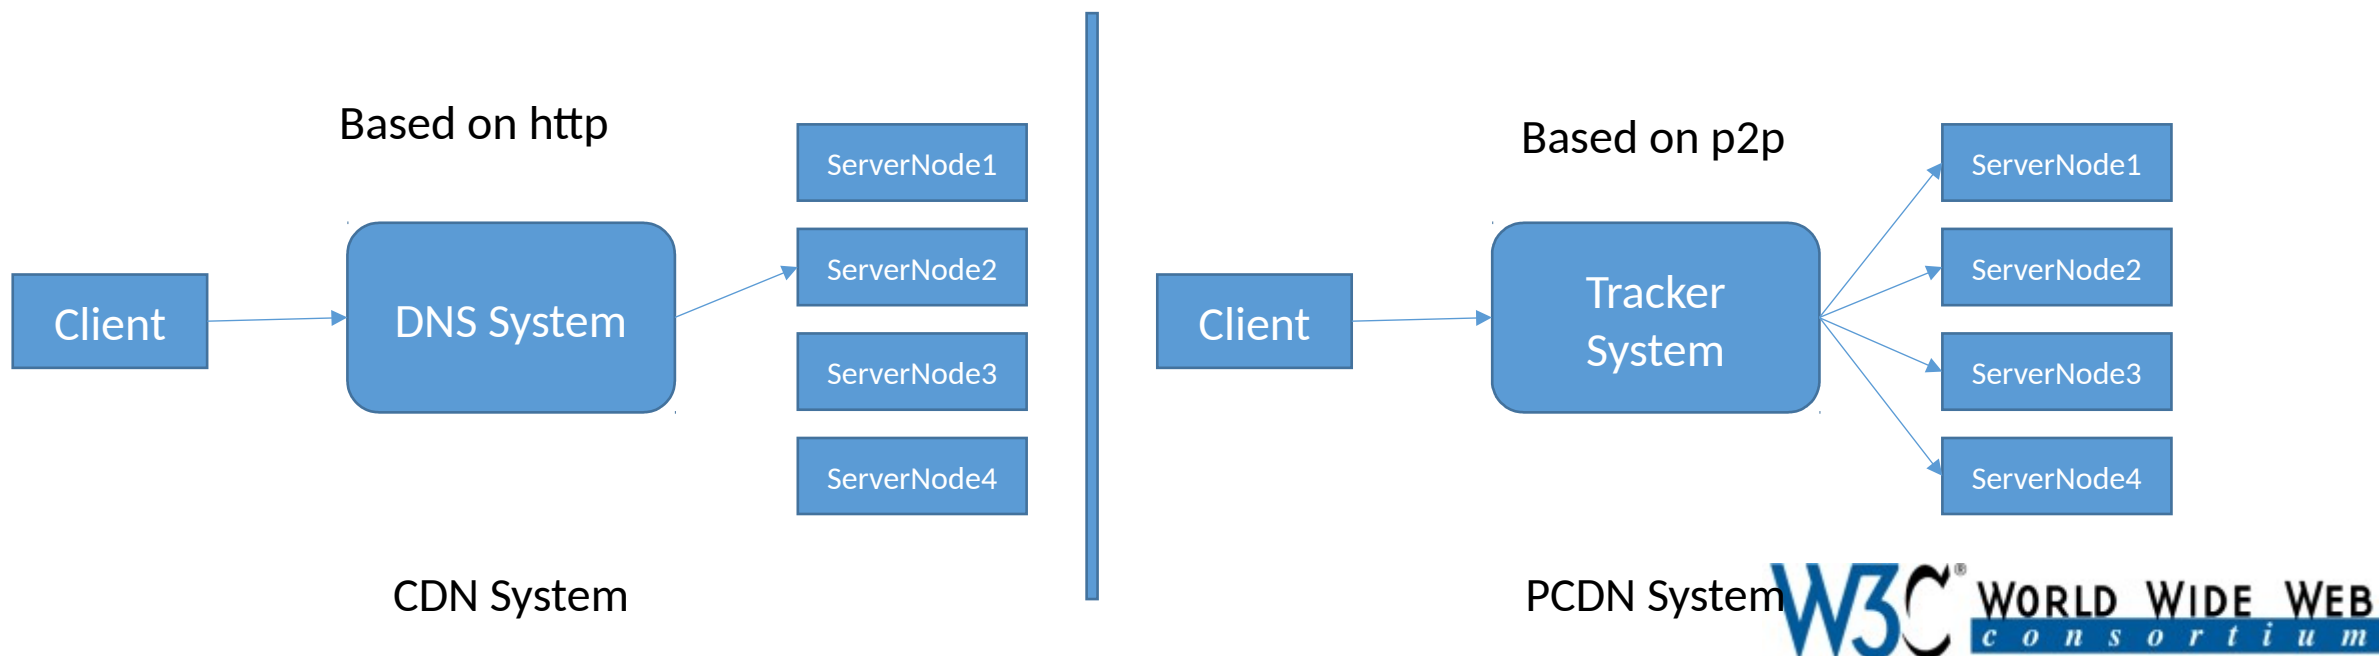 Based on http
Client
DNS System
ServerNode1
ServerNode2
ServerNode3
ServerNode4
CDN System
Based on p2p
Client
Tracker
System
ServerNode1
ServerNode2
ServerNode3
ServerNode4
PCDN System
W3C®
WORLD WIDE WEB
consortium